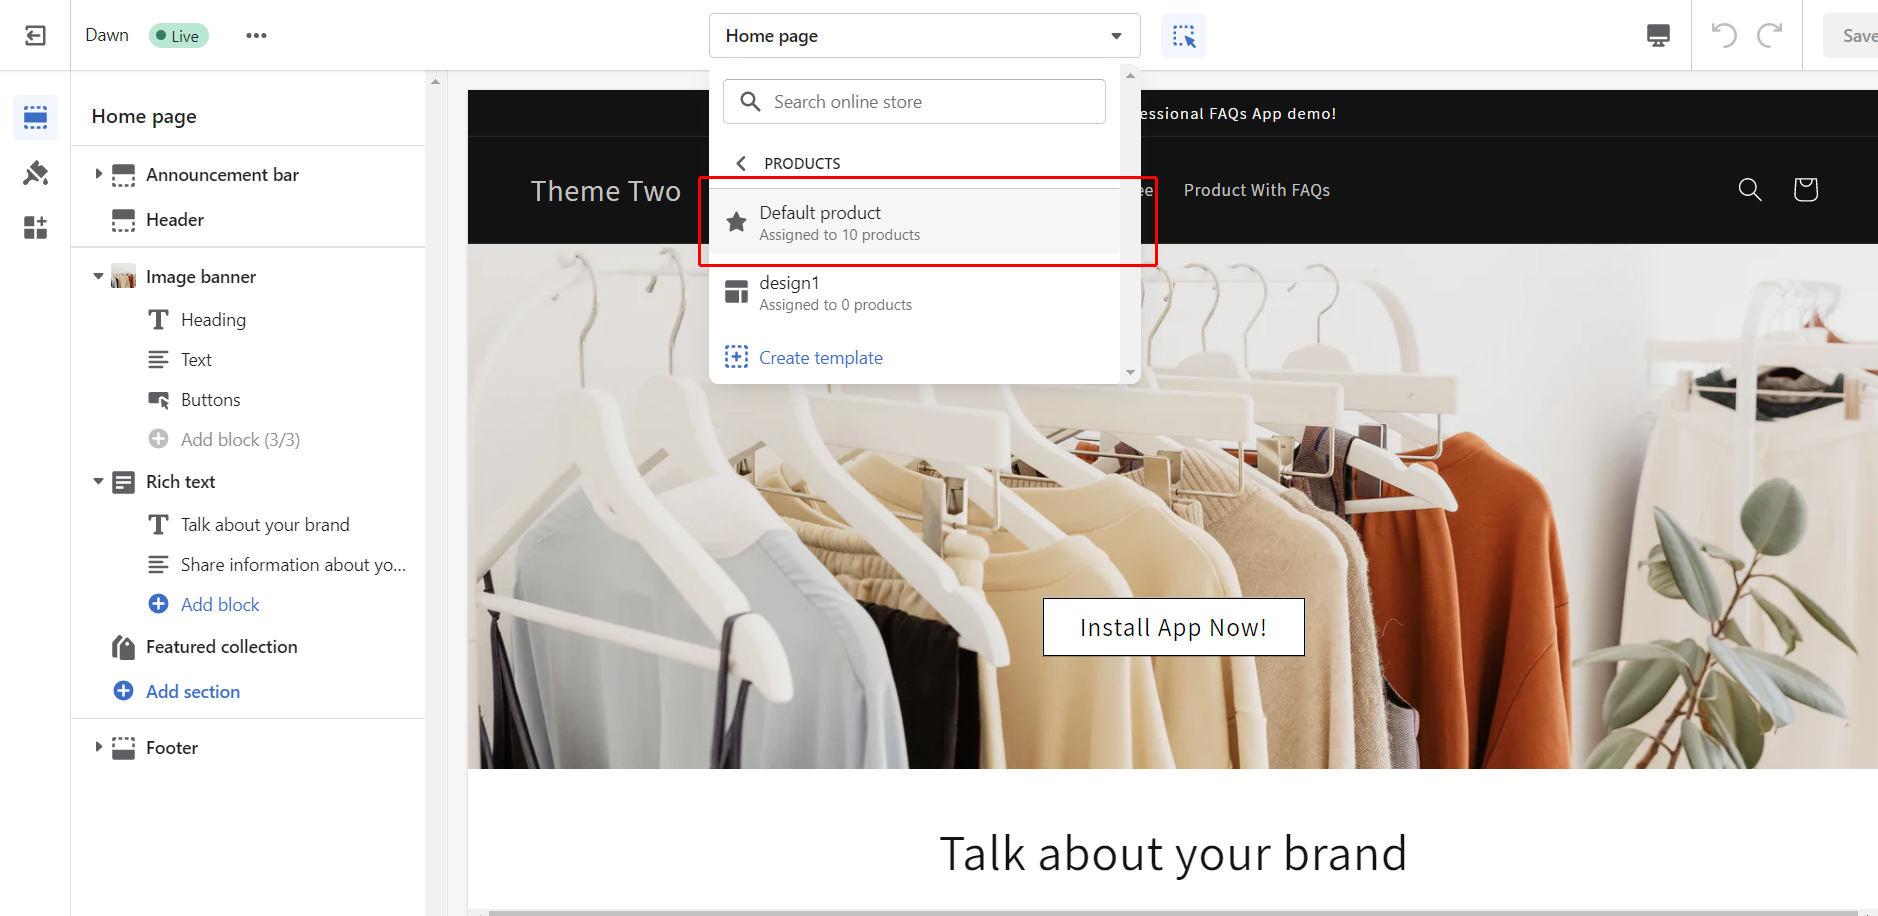 Dawn
Live
Home page
Save
Home page
Announcement bar
Header
Image banner
Heading
Text
Buttons
Add block (3/3)
Rich text
Talk about your brand
Share information about yo...
Add block
Featured collection
Add section
Footer
Search online store
PRODUCTS
Default product
Assigned to 10 products
design1
Assigned to 0 products
Create template
essional FAQs App demo!
Theme Two
ee
Product With FAQs
Install App Now!
Talk about your brand